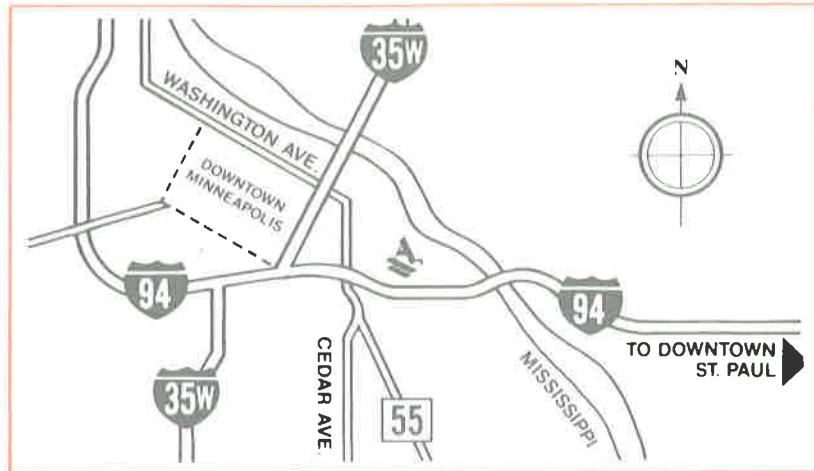 35W
N
WASHINGTON AVE.
DOWNTOWN
MINNEAPOLIS
94
94
TO DOWNTOWN
ST. PAUL
CEDAR AVE.
MISSISSIPPI
35W
55